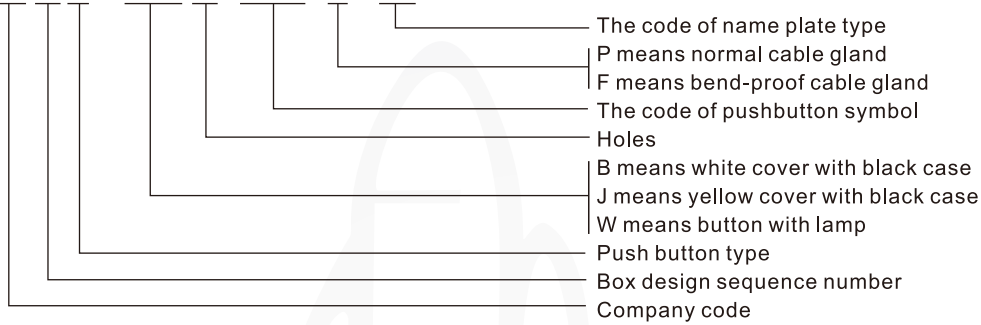 The code of name plate type
P means normal cable gland
F means bend-proof cable gland
The code of pushbutton symbol
Holes
B means white cover with black case
J means yellow cover with black case
W means button with lamp
Push button type
Box design sequence number
Company code